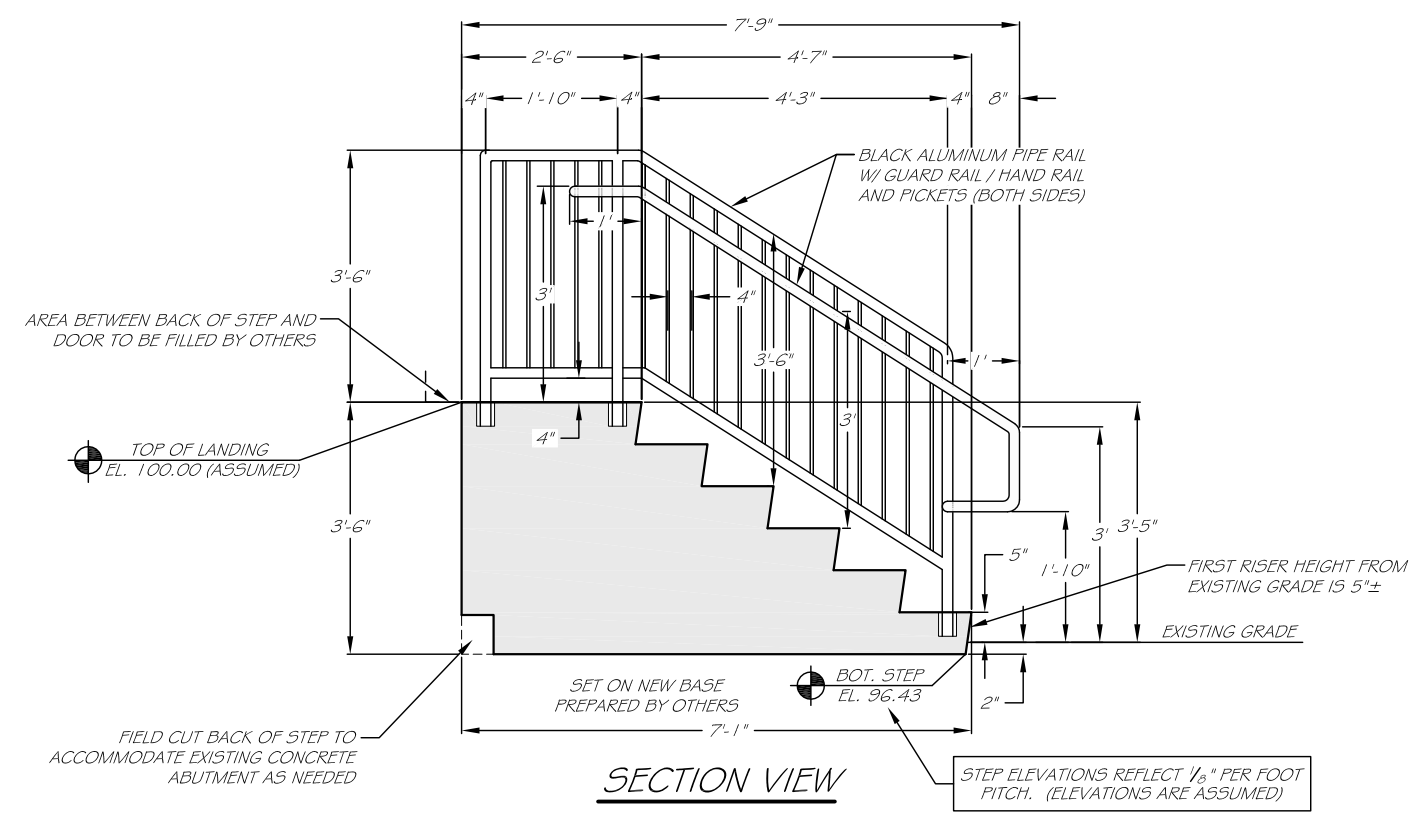 7'-9"
2'-6"
4'-7"
4"
1'-10"
4"
4'-3"
4"
8"
BLACK ALUMINUM PIPE RAIL
W/ GUARD RAIL / HAND RAIL
AND PICKETS (BOTH SIDES)
1'
3'-6"
3'
4"
AREA BETWEEN BACK OF STEP AND
DOOR TO BE FILLED BY OTHERS
3'-6"
1'
3'
4"
TOP OF LANDING
EL. 100.00 (ASSUMED)
3'-6"
3'
3'-5"
5"
1'-10"
FIRST RISER HEIGHT FROM
EXISTING GRADE IS 5"±
EXISTING GRADE
BOT. STEP
EL. 96.43
2"
SET ON NEW BASE
PREPARED BY OTHERS
7'-1"
FIELD CUT BACK OF STEP TO
ACCOMMODATE EXISTING CONCRETE
ABUTMENT AS NEEDED
SECTION VIEW
STEP ELEVATIONS REFLECT 1/8" PER FOOT
PITCH. (ELEVATIONS ARE ASSUMED)